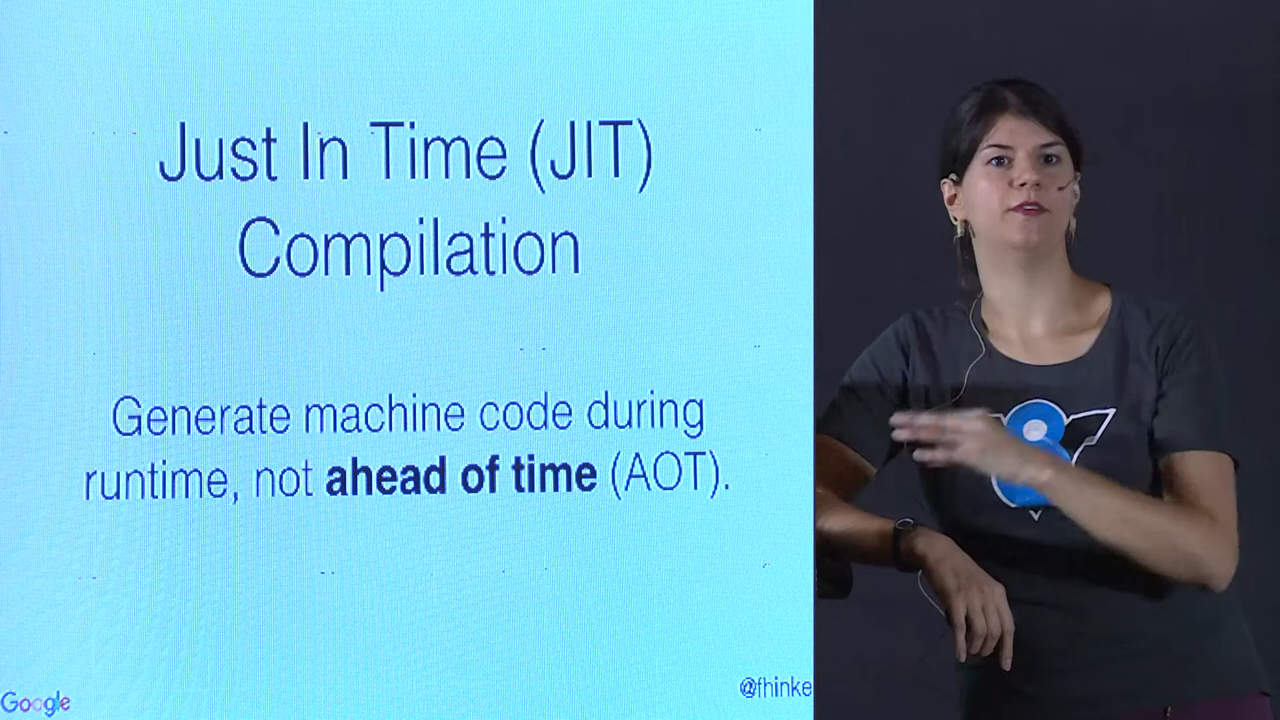 Just In Time (JIT)
Compilation
Generate machine code during
runtime, not ahead of time (AOT).
Google
@fhinke